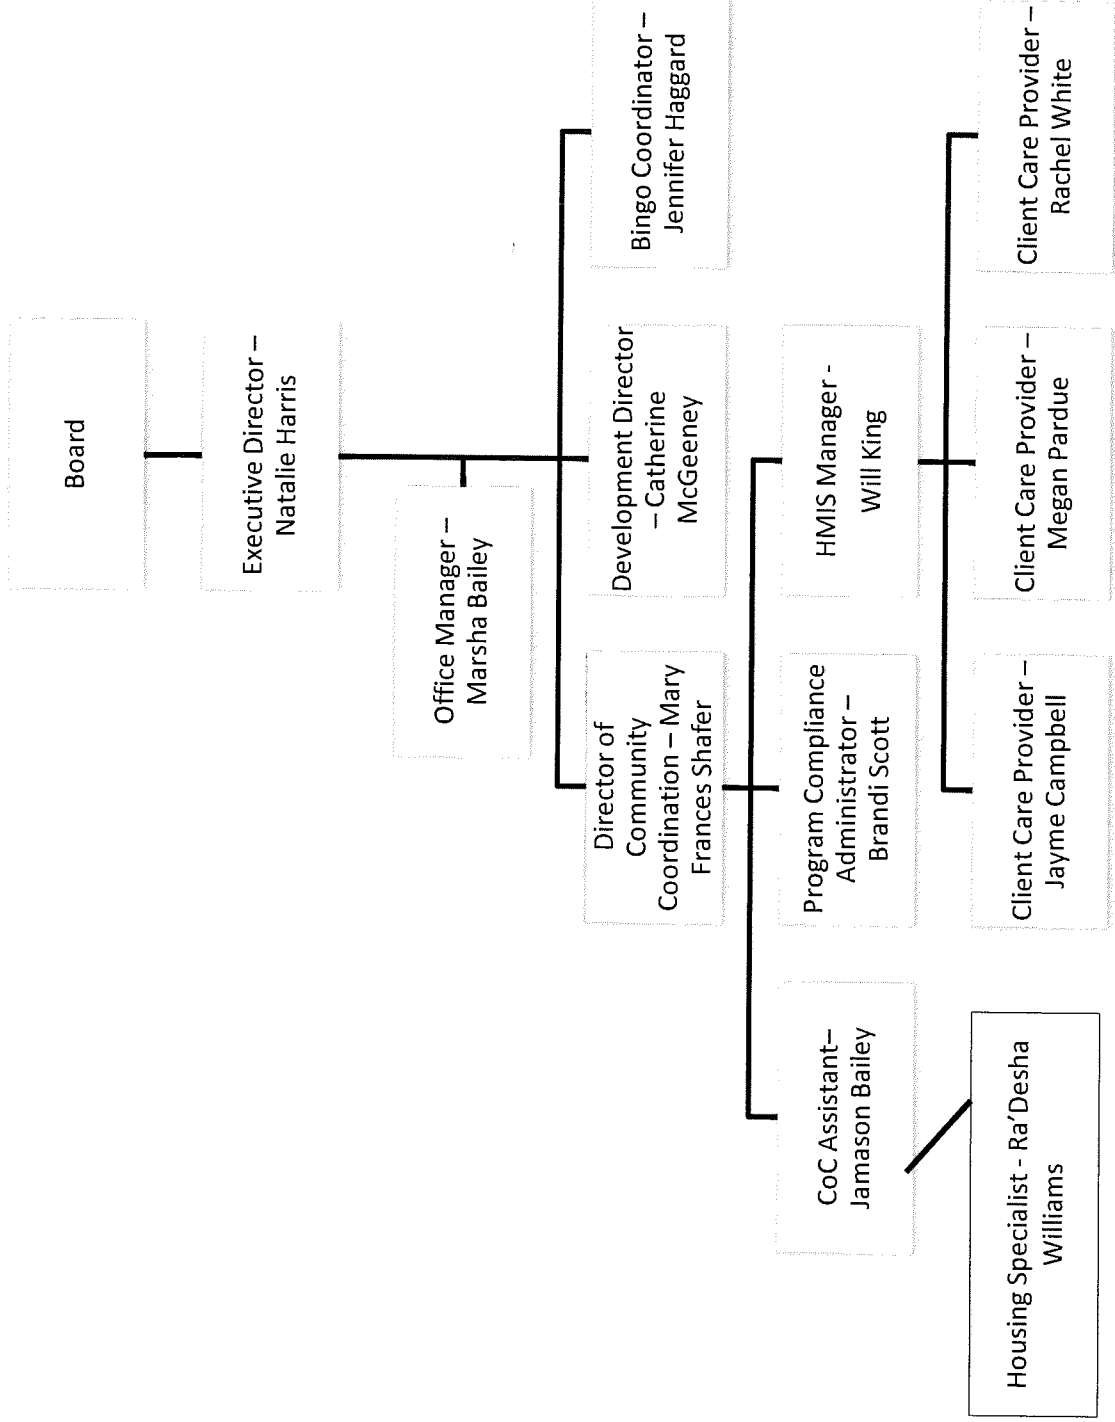 Board
Executive Director –
Natalie Harris
Office Manager –
Marsha Bailey
Director of
Community
Coordination – Mary
Frances Shafer
Development Director
– Catherine
McGeeney
Bingo Coordinator –
Jennifer Haggard
CoC Assistant–
Jamason Bailey
Program Compliance
Administrator –
Brandi Scott
HMIS Manager -
Will King
Housing Specialist - Ra'Desha
Williams
Client Care Provider –
Jayme Campbell
Client Care Provider –
Megan Pardue
Client Care Provider –
Rachel White